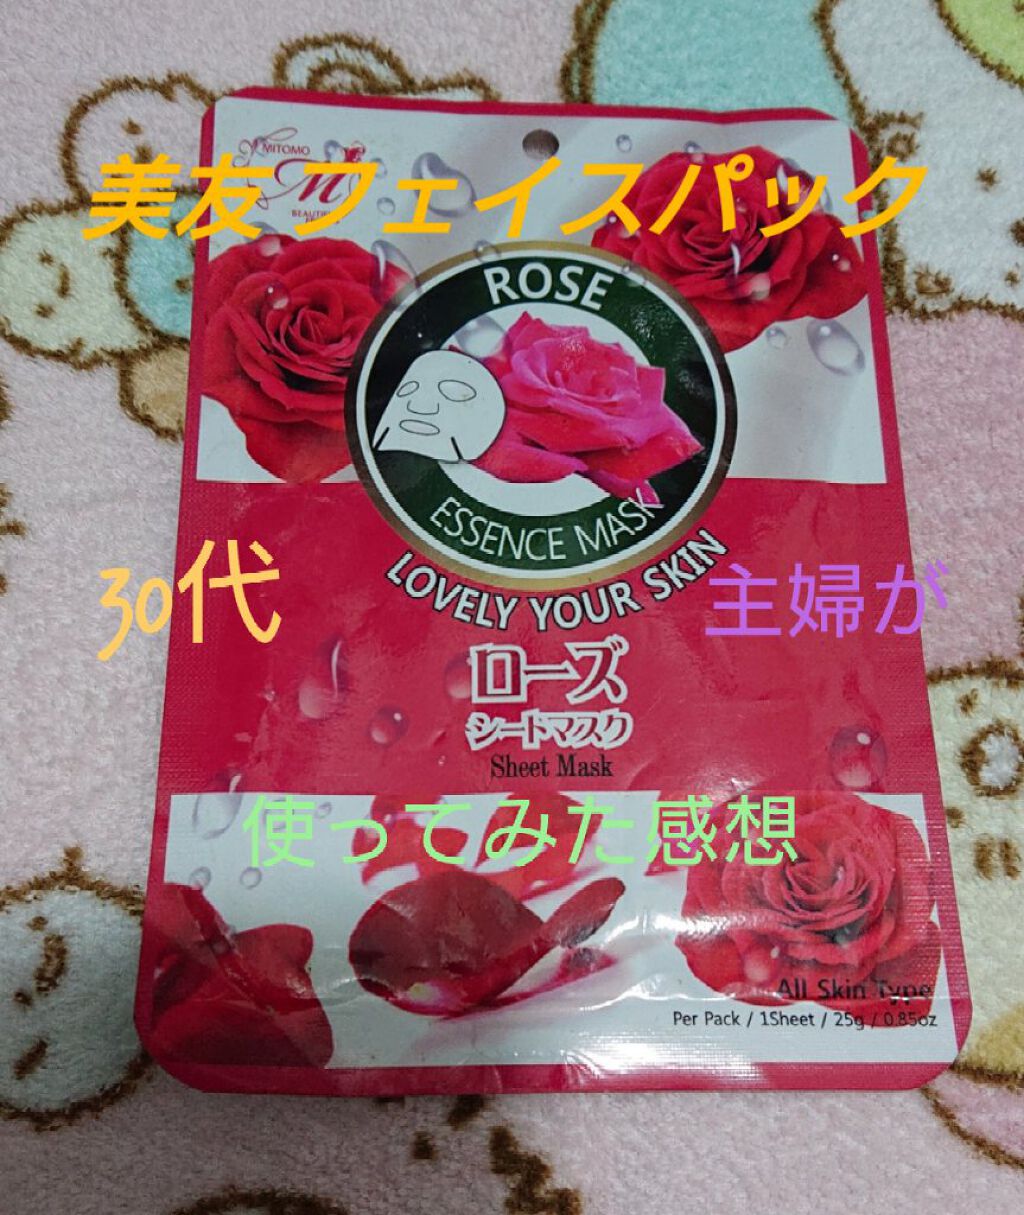 MITOMO
M
美友フェイスパック
ROSE
ESSENCE MASK
LOVELY YOUR SKIN
30代
主婦が
ローズ
シートマスク
Sheet Mask
使ってみた感想
All Skin Type
Per Pack / 1Sheet / 25g / 0.85oz